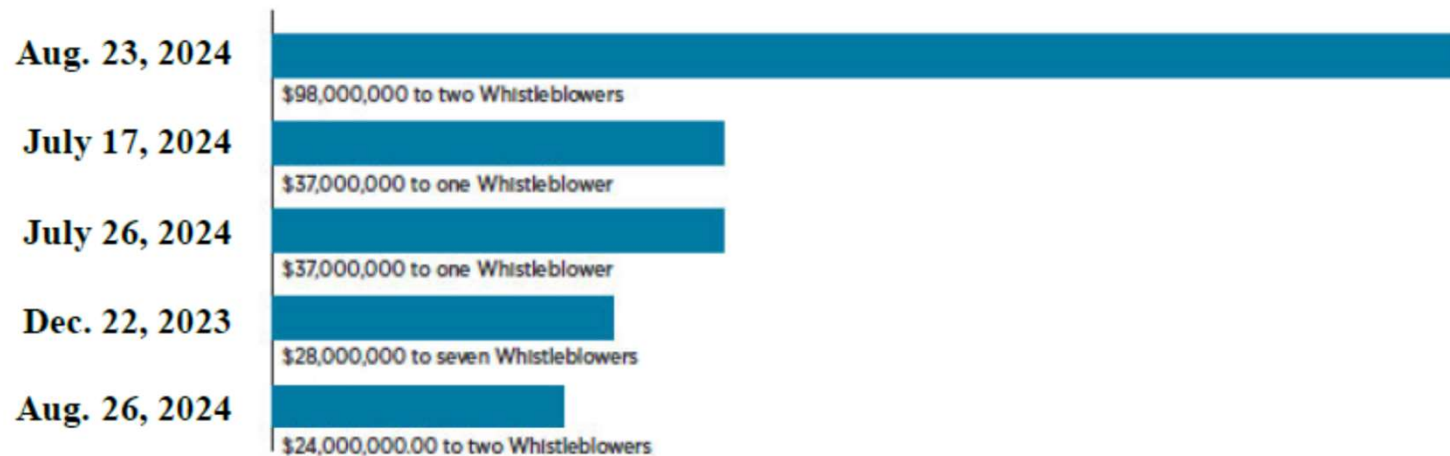 Aug. 23, 2024
$98,000,000 to two Whistleblowers
July 17, 2024
$37,000,000 to one Whistleblower
July 26, 2024
$37,000,000 to one Whistleblower
Dec. 22, 2023
$28,000,000 to seven Whistleblowers
Aug. 26, 2024
$24,000,000.00 to two Whistleblowers